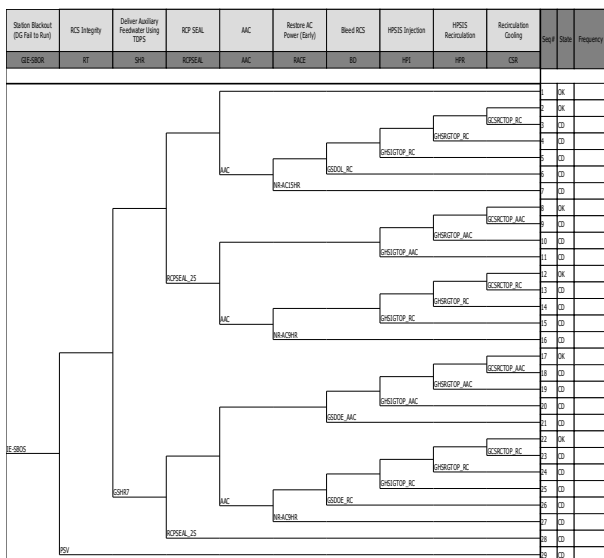 Station Blackout (DG Fail to Run)
RCS Integrity
Deliver Auxiliary Feedwater Using TDPS
RCP SEAL
AAC
Restore AC Power (Early)
Bleed RCS
HPSIS Injection
HPSIS Recirculation
Recirculation Cooling
Seq#
State
Frequency
GIE-SBOR
RT
SHR
RCPSEAL
AAC
RACE
BD
HPI
HPR
CSR
1 OK
2 OK
GCSRCTOP_RC
3 CD
GHSRGTOP_RC
4 CD
GHSIGTOP_RC
5 CD
AAC
GSDOL_RC
6 CD
NR-AC15HR
7 CD
8 OK
GCSRCTOP_AAC
9 CD
GHSRGTOP_AAC
10 CD
GHSIGTOP_AAC
11 CD
RCPSEAL_2S
12 OK
GCSRCTOP_RC
13 CD
GHSRGTOP_RC
14 CD
AAC
GHSIGTOP_RC
15 CD
NR-AC9HR
16 CD
17 OK
GCSRCTOP_AAC
18 CD
GHSRGTOP_AAC
19 CD
GHSIGTOP_AAC
20 CD
GSDOE_AAC
21 CD
22 OK
IE-SBOS
GCSRCTOP_RC
23 CD
GHSRGTOP_RC
24 CD
GHSIGTOP_RC
25 CD
GSHR7
AAC
GSDOE_RC
26 CD
NR-AC9HR
27 CD
RCPSEAL_2S
28 CD
PSV
29 CD